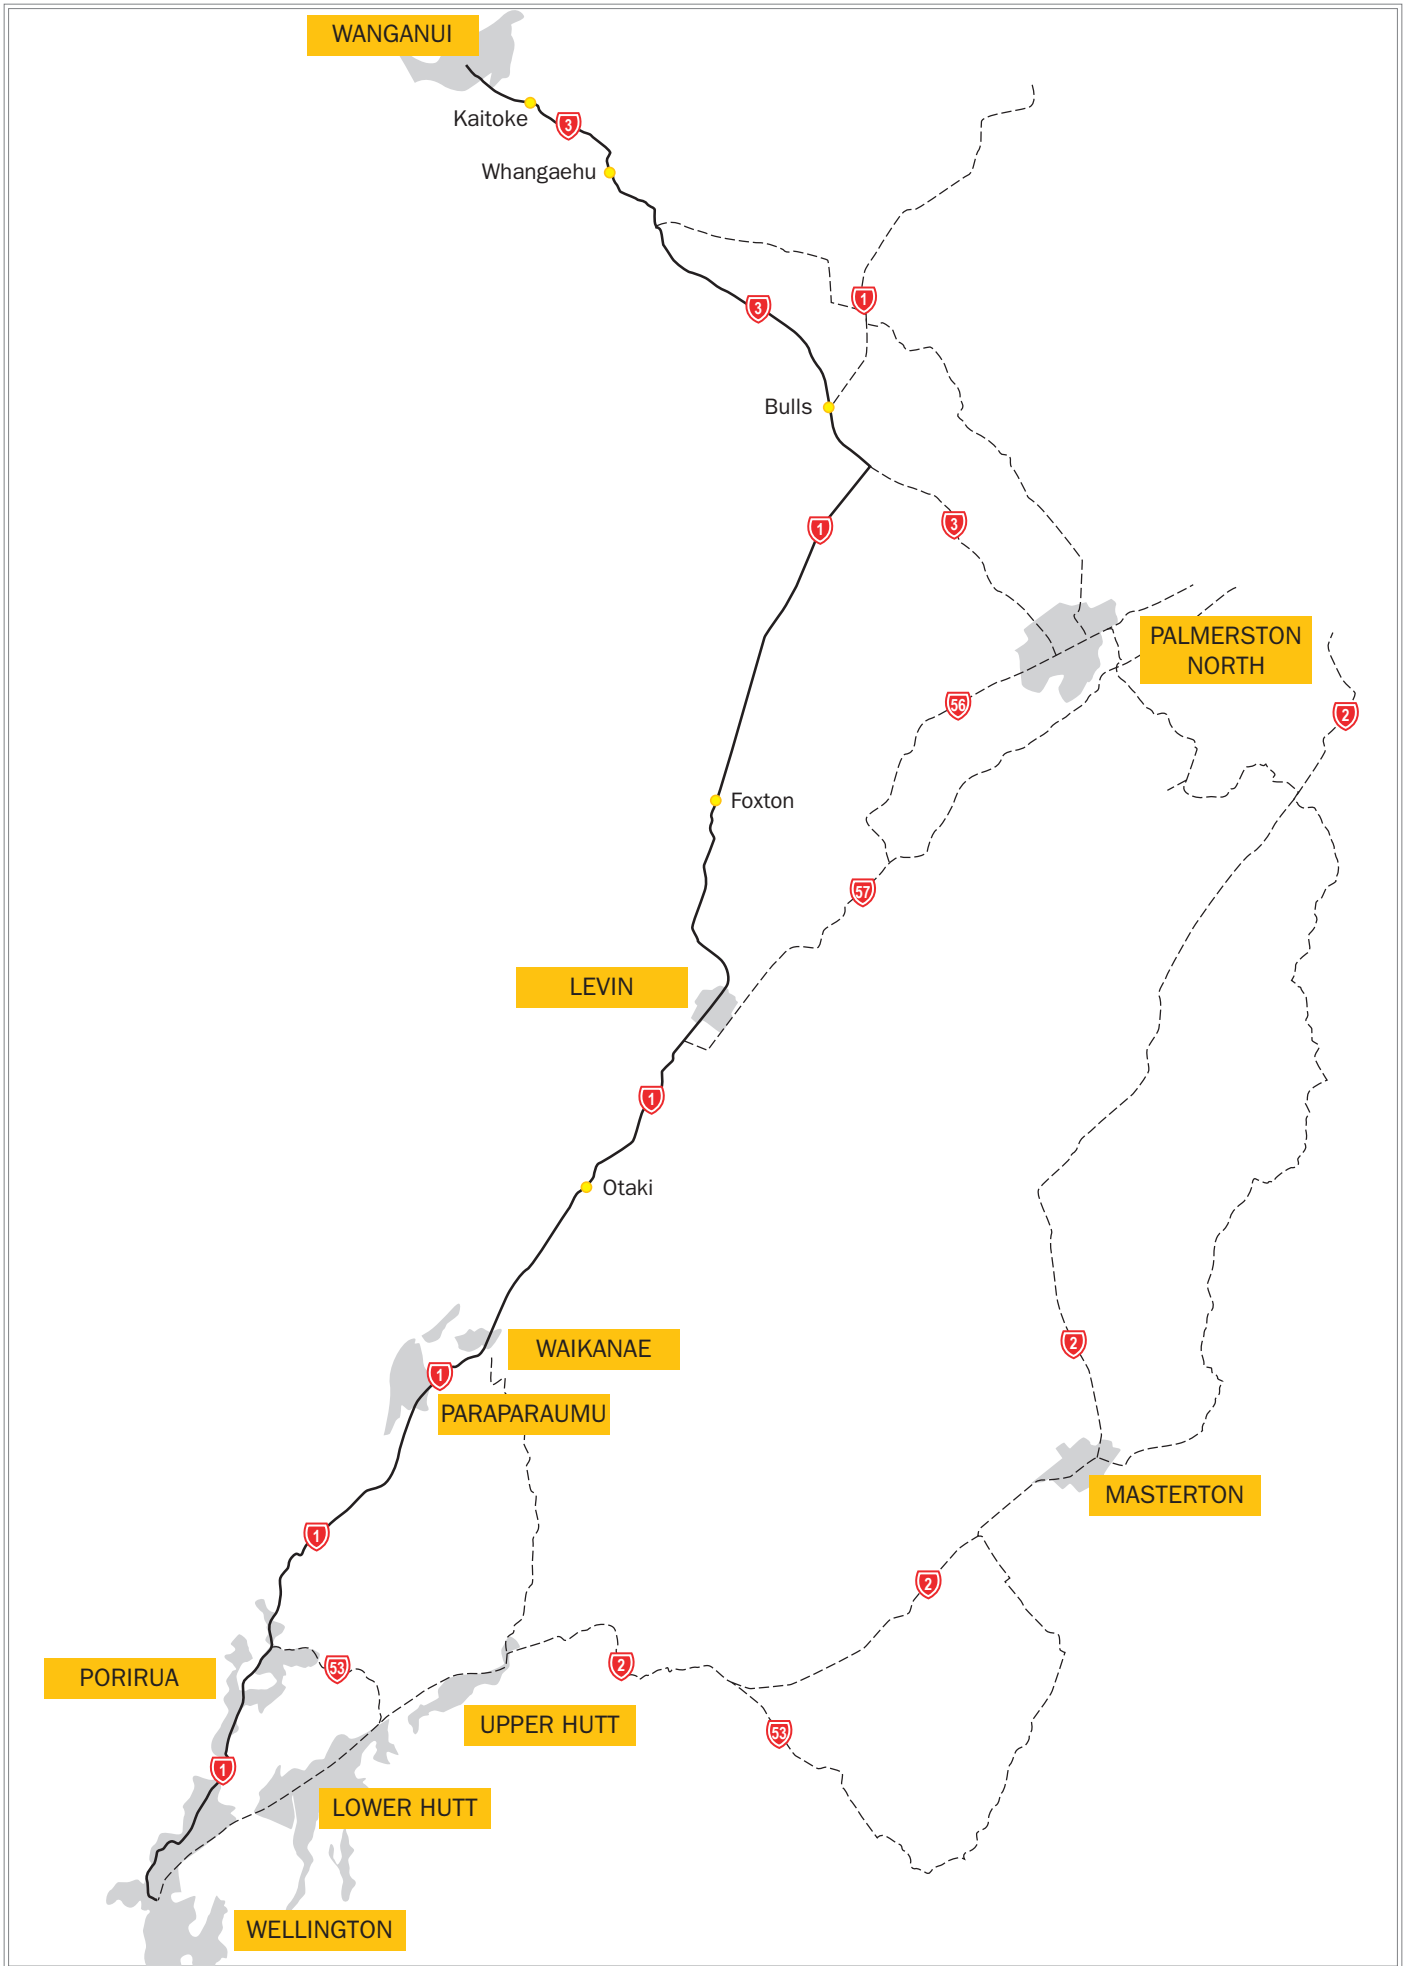 WANGANUI
Kaitoke
3
Whangaehu
1
3
Bulls
1
3
PALMERSTON
NORTH
56
2
Foxton
57
LEVIN
1
Otaki
2
WAIKANAE
1
PARAPARAUMU
MASTERTON
1
2
2
53
PORIRUA
UPPER HUTT
53
1
LOWER HUTT
WELLINGTON